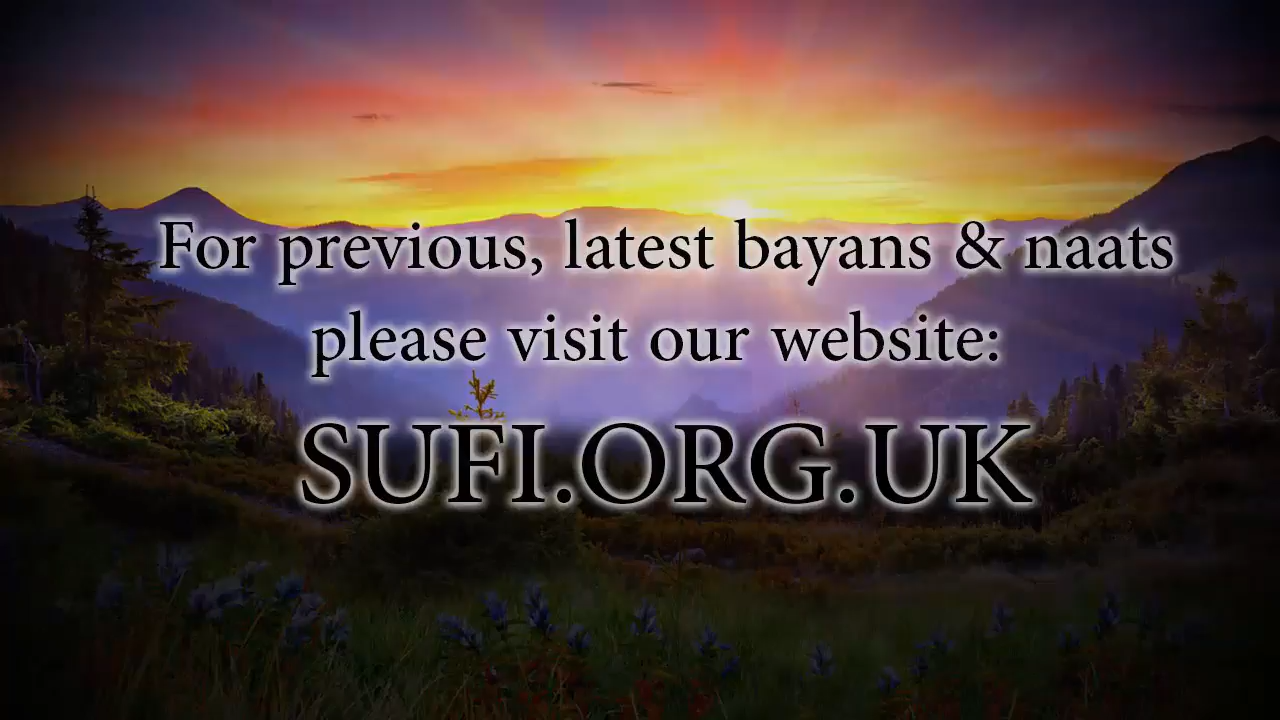 For previous, latest bayans & naats
please visit our website:
SUFI.ORG.UK